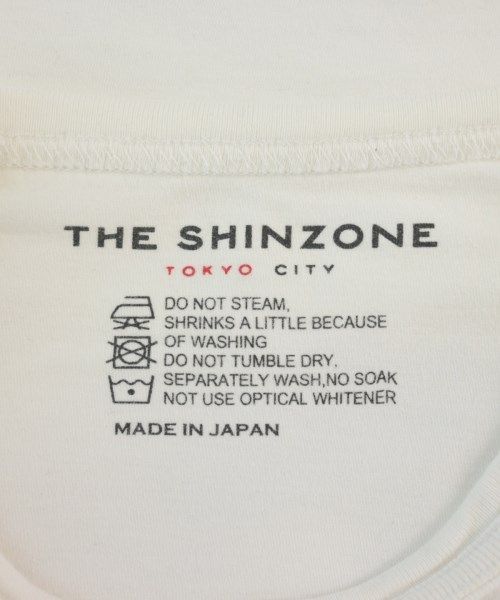 THE SHINZONE
TOKYO CITY
DO NOT STEAM,
SHRINKS A LITTLE BECAUSE
OF WASHING
DO NOT TUMBLE DRY.
SEPARATELY WASH,NO SOAK
NOT USE OPTICAL WHITENER
MADE IN JAPAN